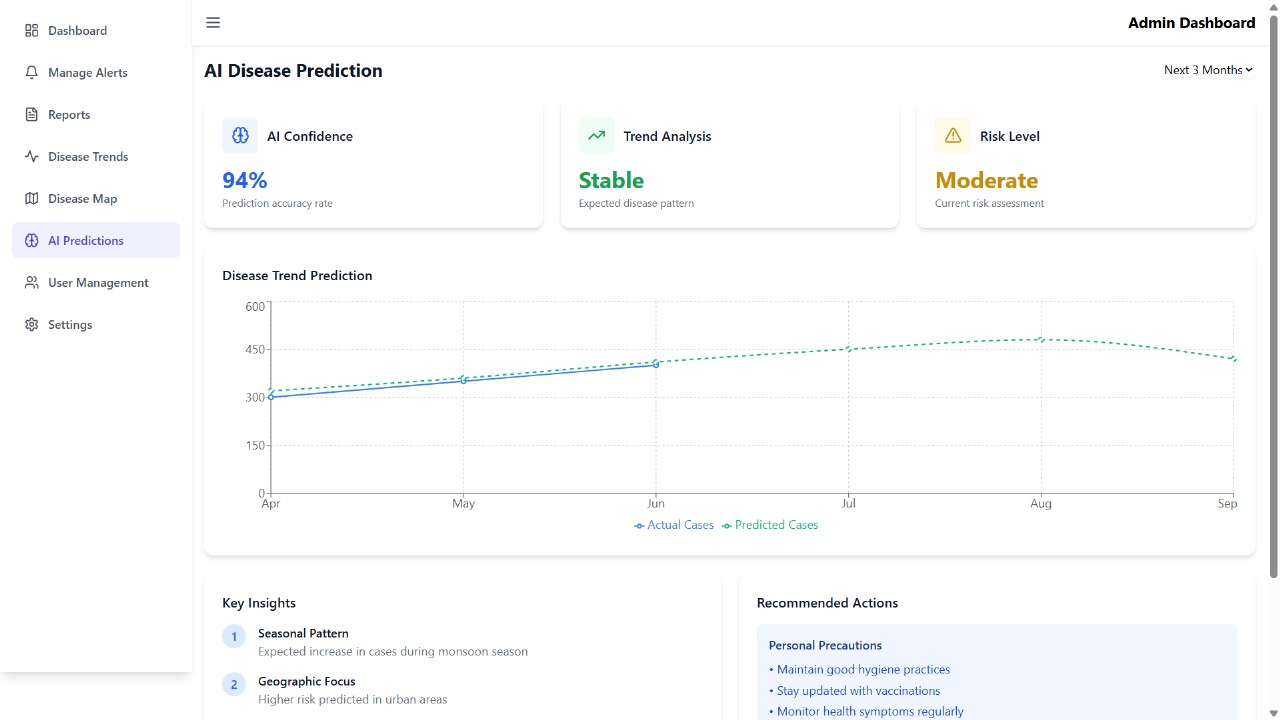 Dashboard
Manage Alerts
Reports
Disease Trends
Disease Map
AI Predictions
User Management
Settings
Admin Dashboard
AI Disease Prediction
Next 3 Months
AI Confidence
94%
Prediction accuracy rate
Trend Analysis
Stable
Expected disease pattern
Risk Level
Moderate
Current risk assessment
Disease Trend Prediction
600
450
300
150
0
Apr May Jun Jul Aug Sep
Actual Cases Predicted Cases
Key Insights
1 Seasonal Pattern
Expected increase in cases during monsoon season
2 Geographic Focus
Higher risk predicted in urban areas
Recommended Actions
Personal Precautions
• Maintain good hygiene practices
• Stay updated with vaccinations
• Monitor health symptoms regularly